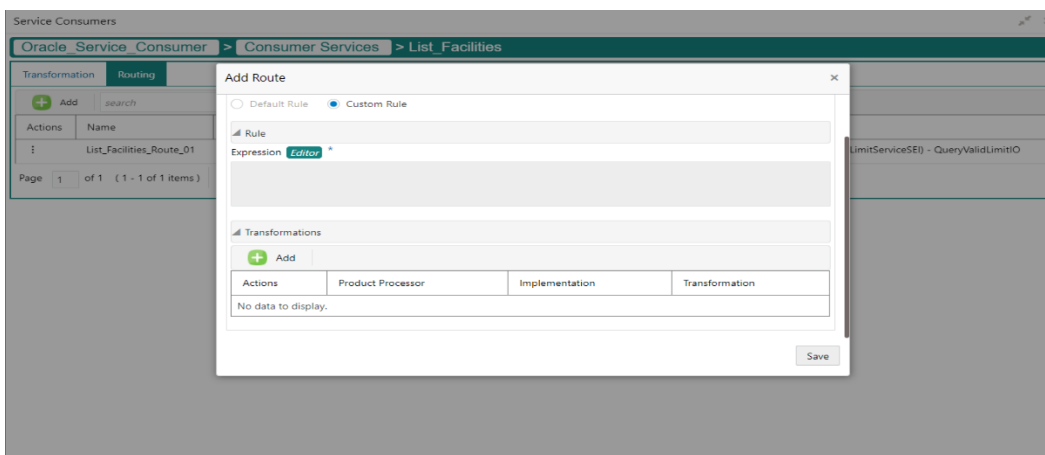 Service Consumers
Oracle_Service_Consumer > Consumer Services > List_Facilities
Transformation Routing
Add Route ×
Add search
Default Rule Custom Rule
Actions Name
Rule
List_Facilities_Route_01
LimitServiceSEI) - QueryValidLimitIO
Expression Editor *
Page 1 of 1 (1 - 1 of 1 items)
Transformations
Add
Actions Product Processor Implementation Transformation
No data to display.
Save